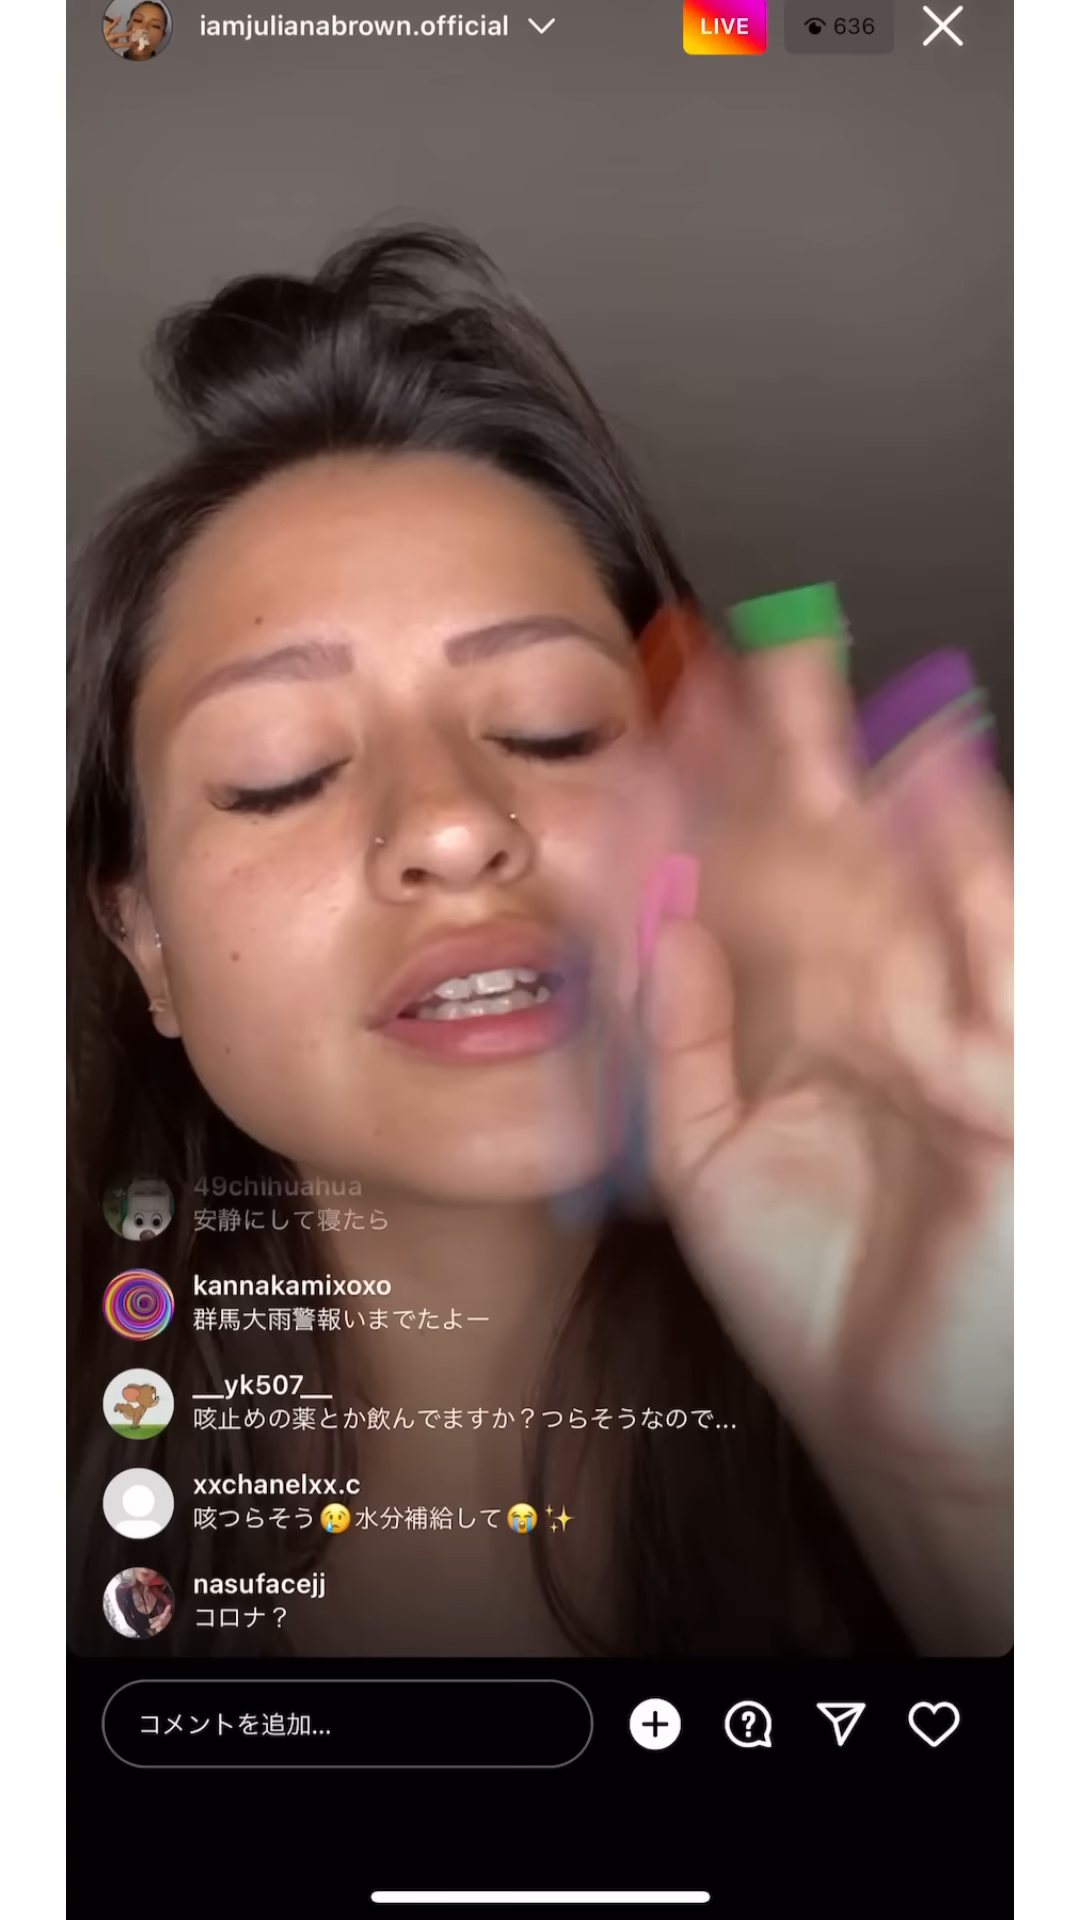 iamjulianabrown.official
LIVE
636
49chihuahua
安静にして寝たら
kannakamixoxo
群馬大雨警報いまでたよー
__yk507__
咳止めの薬とか飲んでますか？つらそうなので...
xxchanelxx.c
咳つらそう😢水分補給して😭✨
nasufacejj
コロナ？
コメントを追加...